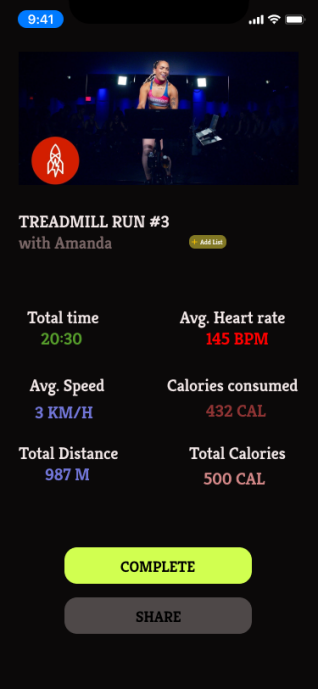 9:41
TREADMILL RUN #3
with Amanda
+ Add List
Total time
20:30
Avg. Heart rate
145 BPM
Avg. Speed
3 KM/H
Calories consumed
432 CAL
Total Distance
987 M
Total Calories
500 CAL
COMPLETE
SHARE